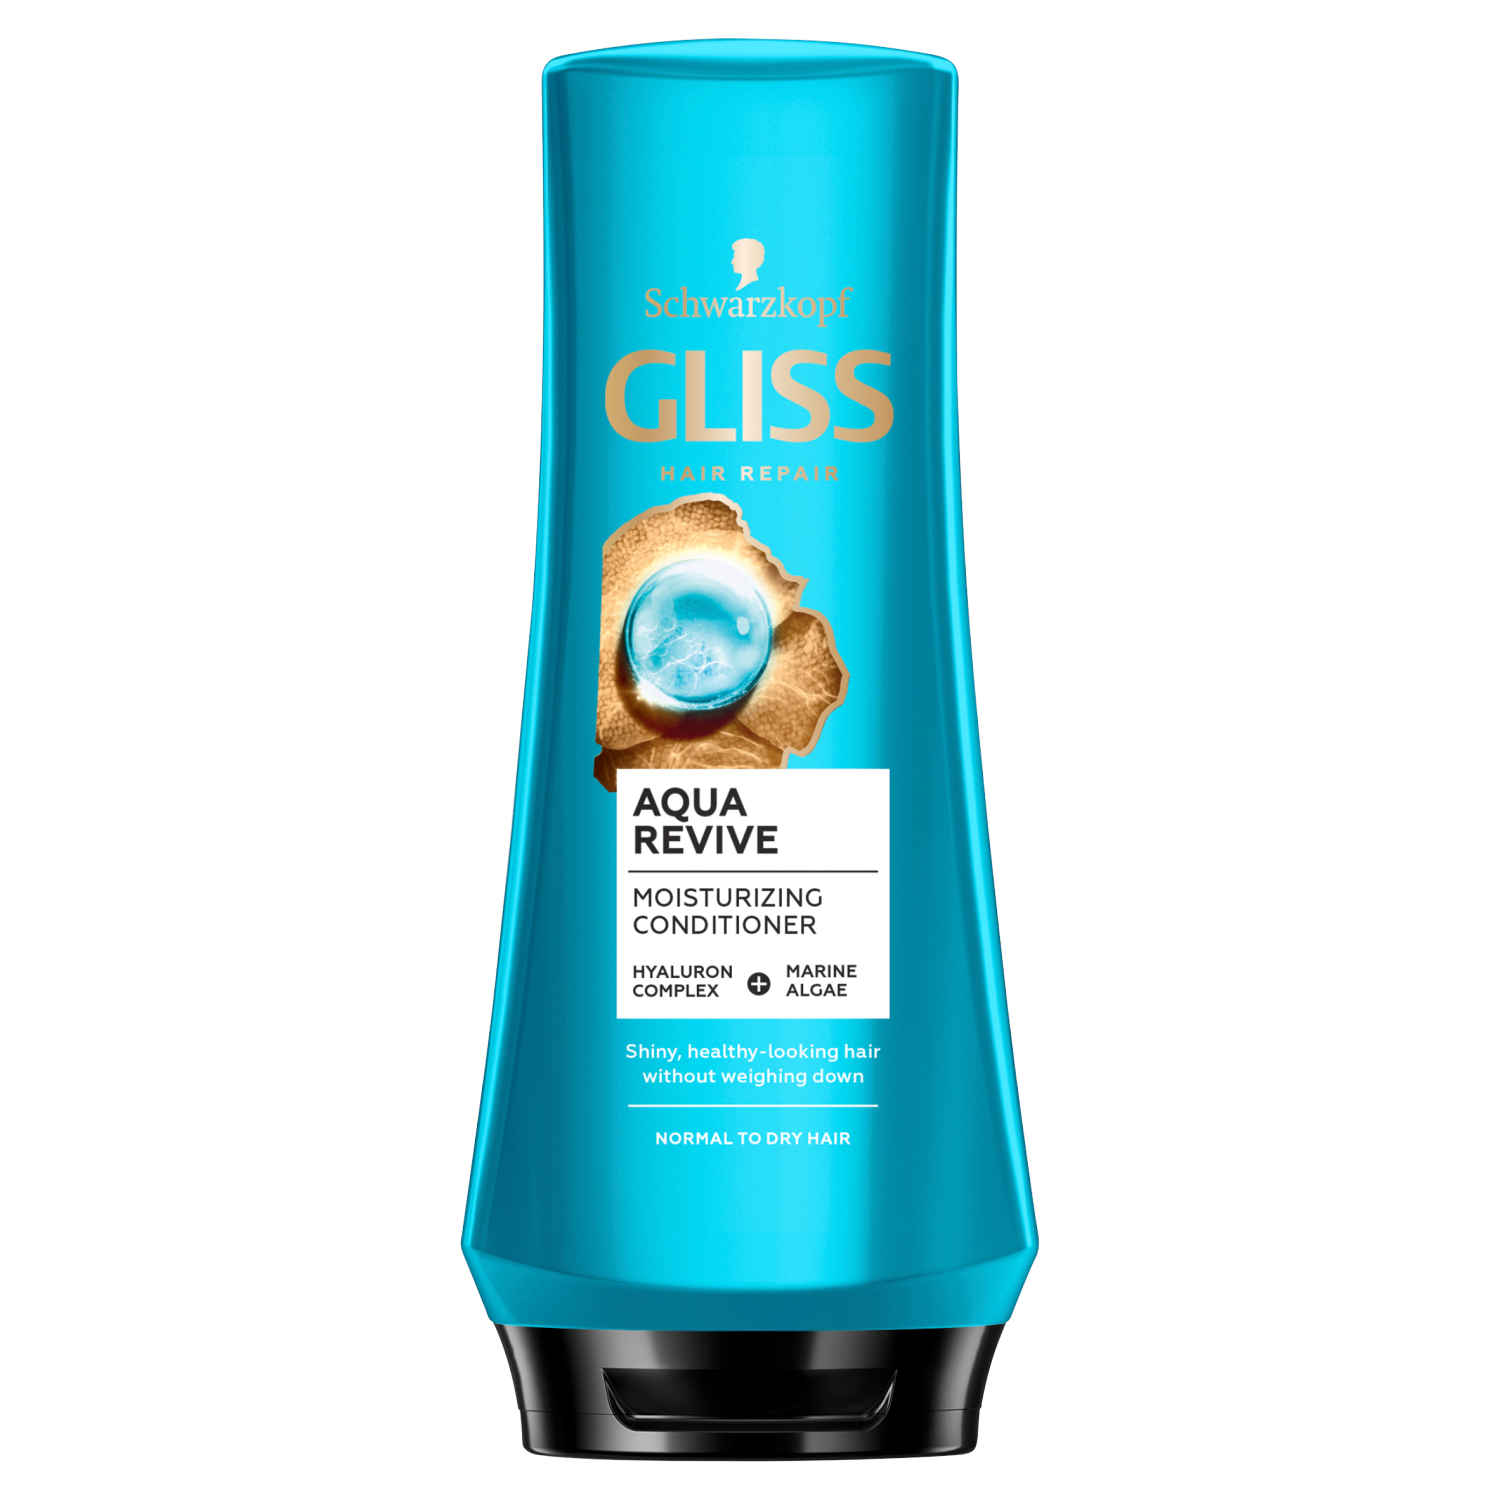 Schwarzkopf
GLISS
HAIR REPAIR
AQUA
REVIVE
MOISTURIZING
CONDITIONER
HYALURON
COMPLEX
+
MARINE
ALGAE
Shiny, healthy-looking hair
without weighing down
NORMAL TO DRY HAIR